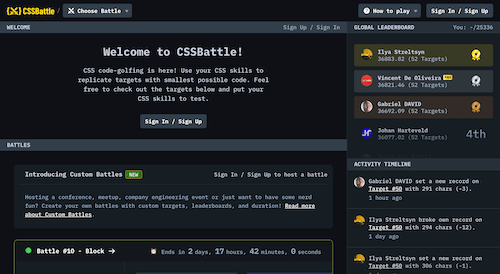 CSSBattle / Choose Battle
How to play
Sign In / Sign Up
WELCOME
Sign Up / Sign In
Welcome to CSSBattle!
CSS code-golfing is here! Use your CSS skills to
replicate targets with smallest possible code. Feel
free to check out the targets below and put your
CSS skills to test.
Sign In / Sign Up
BATTLES
Introducing Custom Battles NEW
Sign In / Sign Up to host a battle
Hosting a conference, meetup, company engineering event or just want to have some nerd
fun? Create your own battles with custom targets, leaderboards, and duration! Read more
about Custom Battles.
Battle #10 - Block →
Ends in 2 days, 17 hours, 42 minutes, 0 seconds
GLOBAL LEADERBOARD
You: -/25336
Ilya Streltsyn
36883.82 (52 Targets)
Vincent De Oliveira
36821.46 (52 Targets)
Gabriel DAVID
36692.09 (52 Targets)
Johan Harteveld
36077.02 (52 Targets)
4th
ACTIVITY TIMELINE
Gabriel DAVID set a new record on
Target #50 with 291 chars (-3).
1 hour ago
Ilya Streltsyn broke own record on
Target #50 with 294 chars (-12).
1 day ago
Ilya Streltsyn set a new record on
Target #50 with 306 chars (-1).